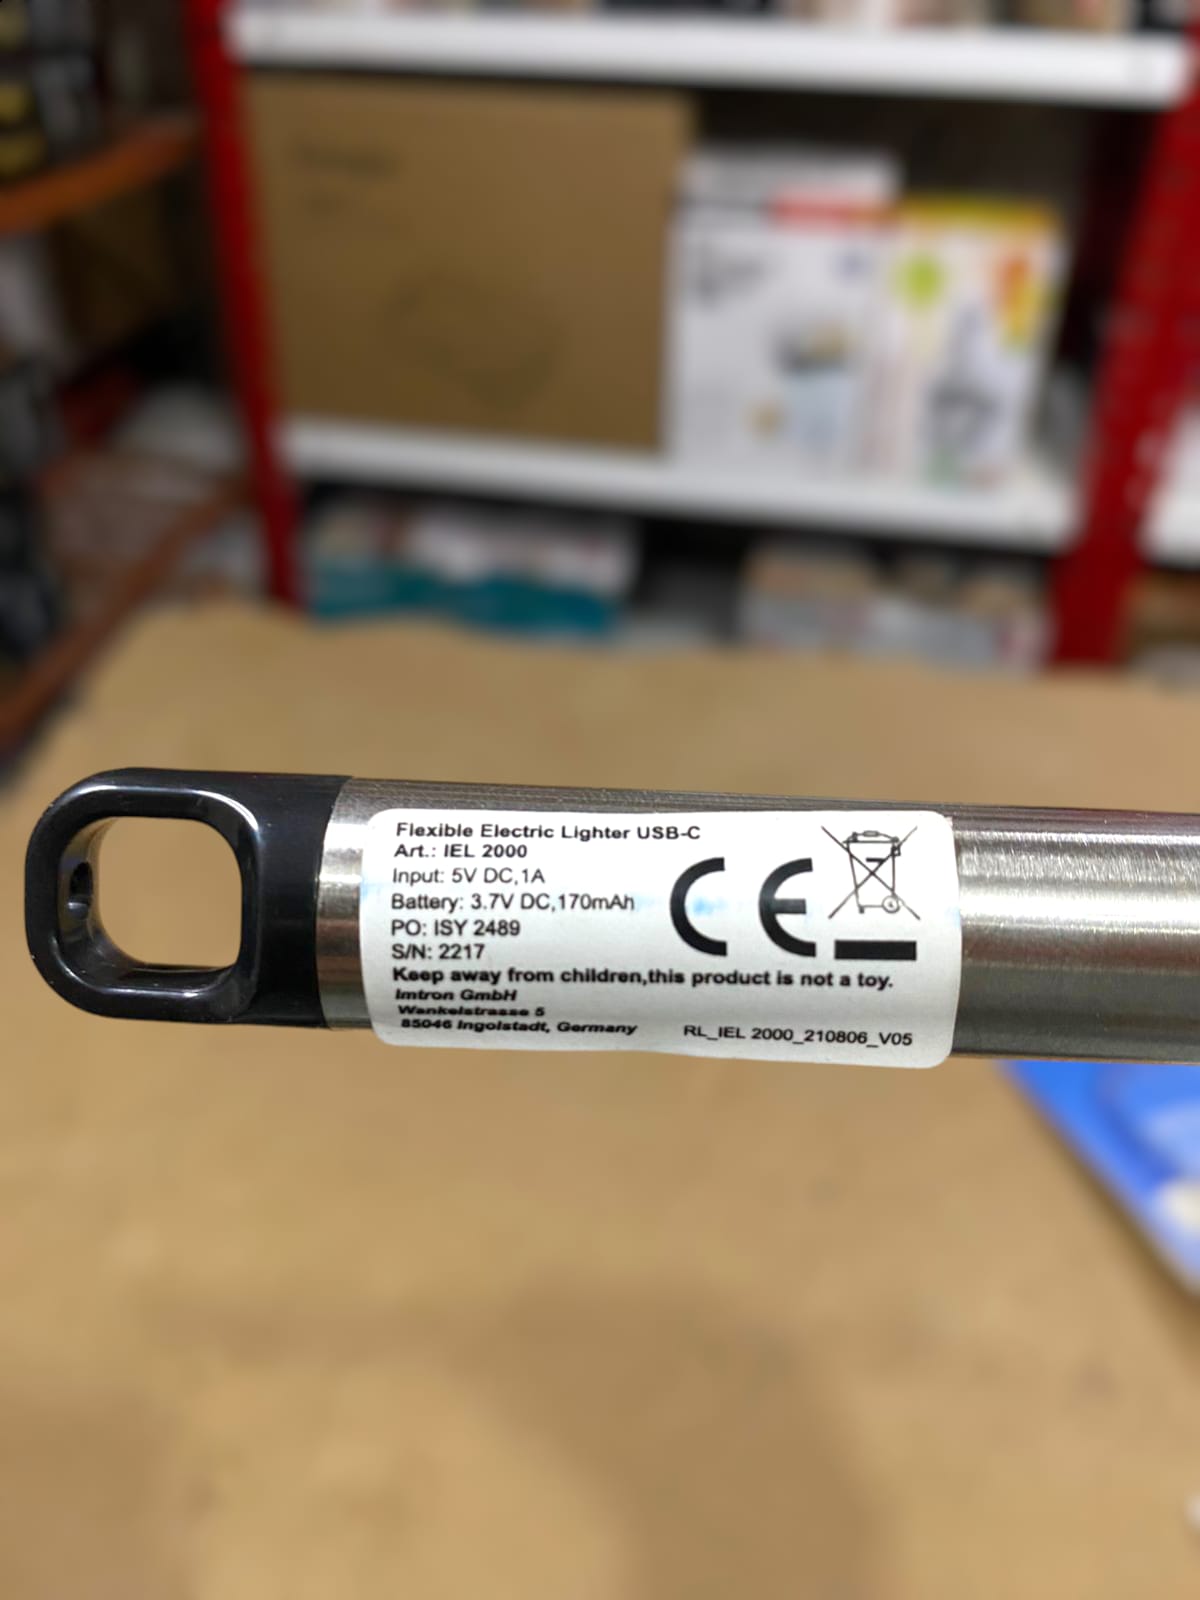 Flexible Electric Lighter USB-C
Art.: IEL 2000
Input: 5V DC,1A
Battery: 3.7V DC,170mAh
PO: ISY 2489
S/N: 2217
CE
Keep away from children,this product is not a toy.
Imtron GmbH
Wankelstrasse 5
85046 Ingolstadt, Germany
RL_IEL 2000_210806_V05